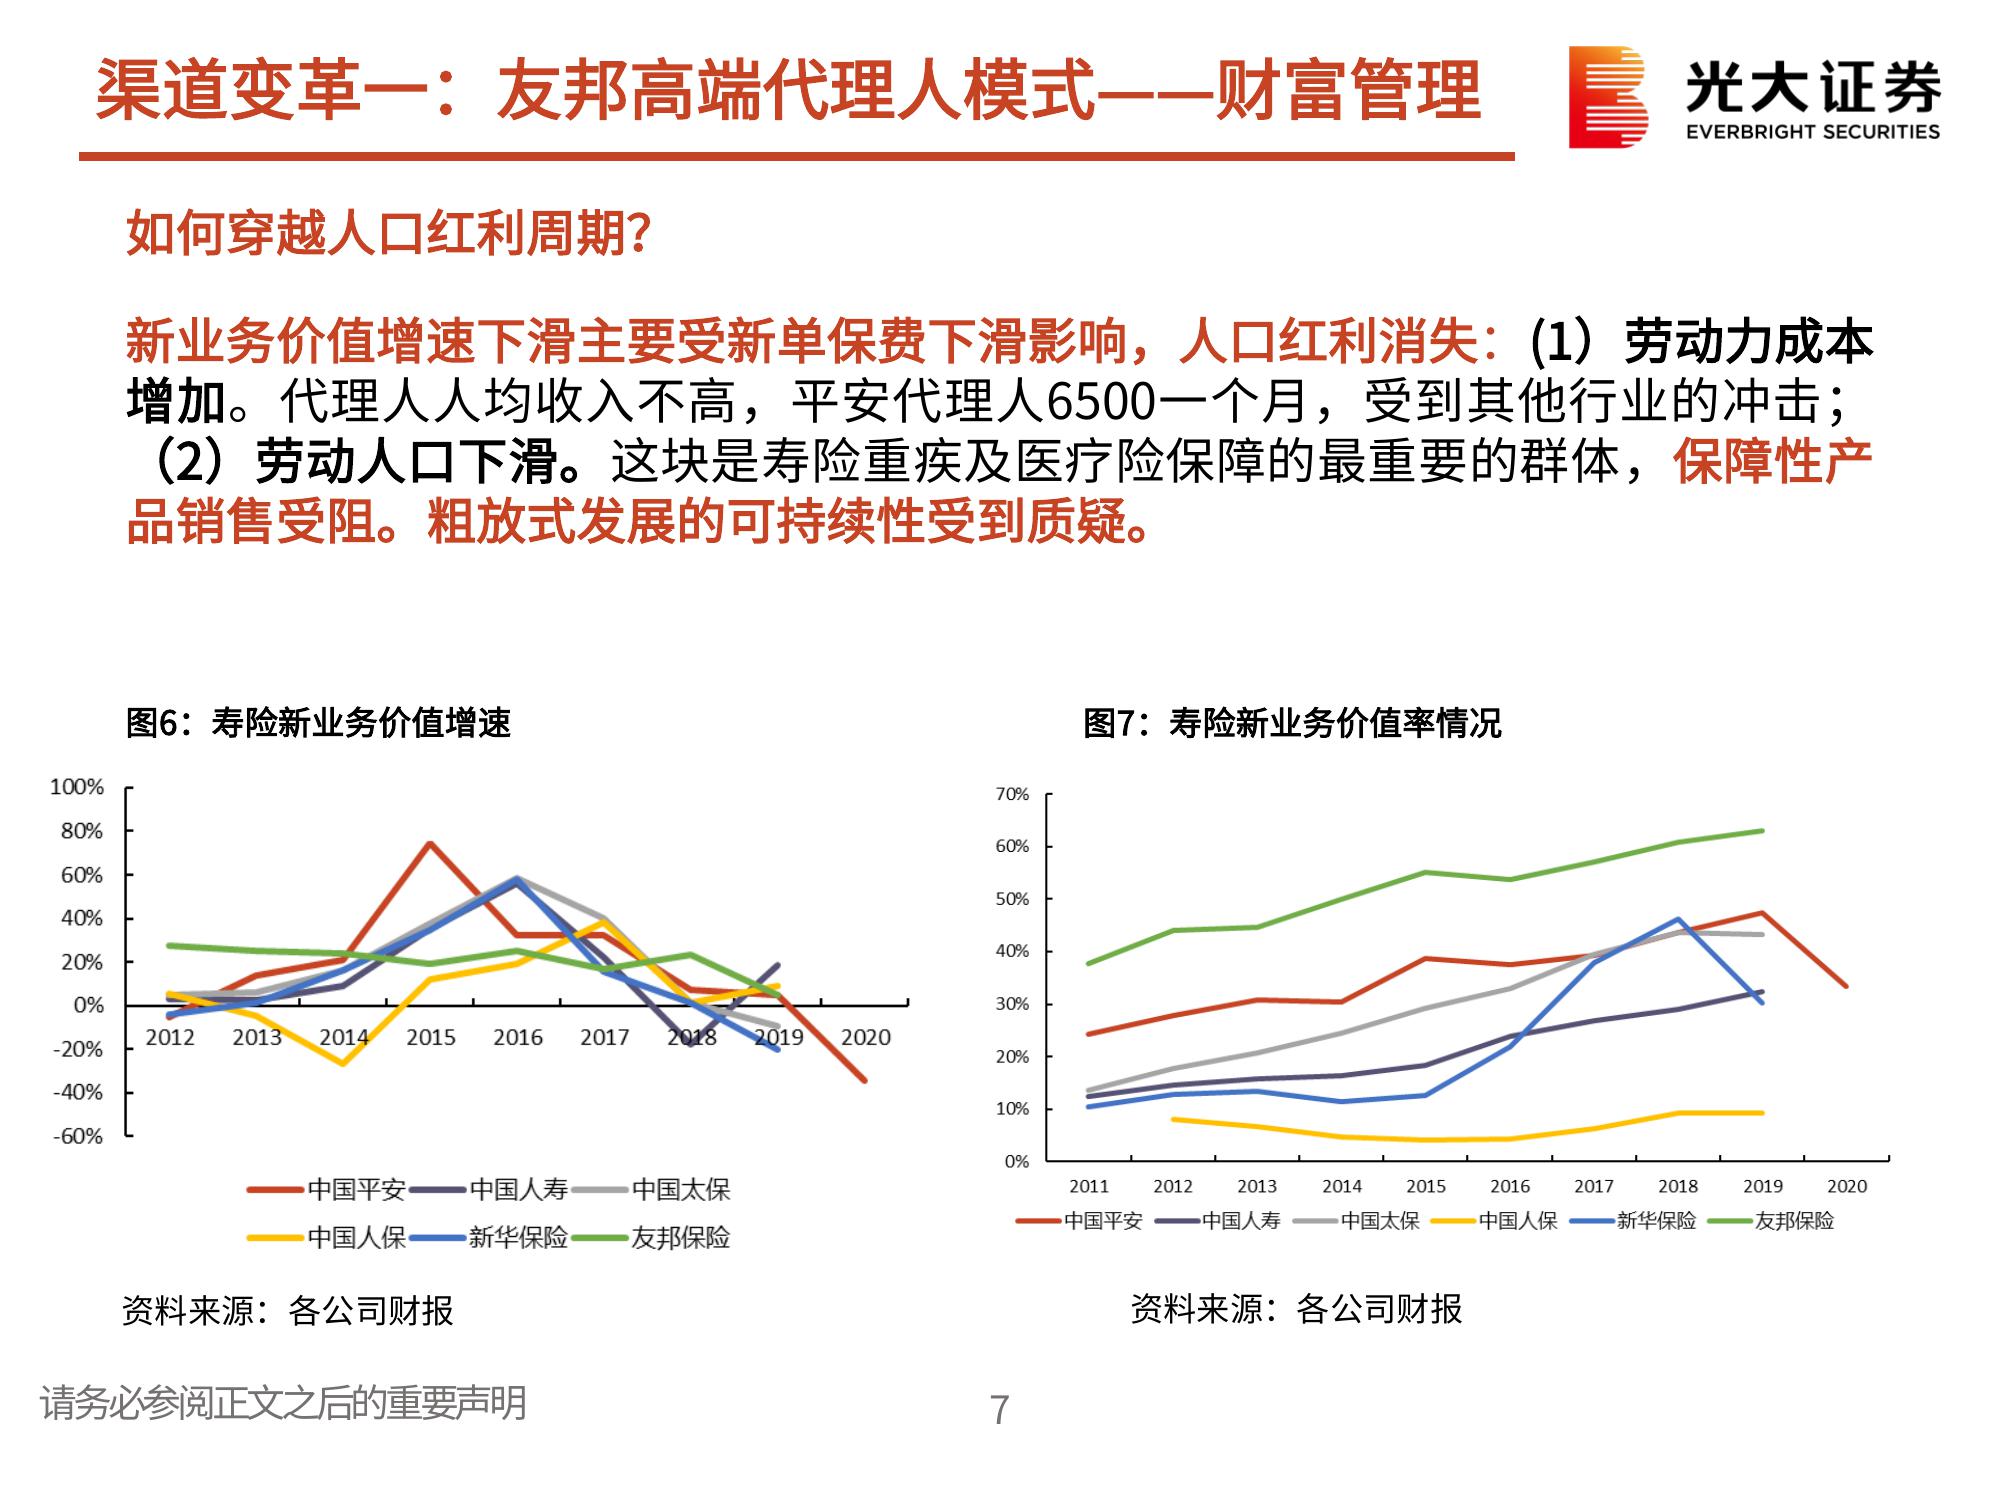 渠道变革一：友邦高端代理人模式——财富管理
光大证券
EVERBRIGHT SECURITIES
如何穿越人口红利周期？
新业务价值增速下滑主要受新单保费下滑影响，人口红利消失：(1）劳动力成本
增加。代理人人均收入不高，平安代理人6500一个月，受到其他行业的冲击；
（2）劳动人口下滑。这块是寿险重疾及医疗险保障的最重要的群体，保障性产
品销售受阻。粗放式发展的可持续性受到质疑。
图6：寿险新业务价值增速
100%
80%
60%
40%
20%
0%
-20%
-40%
-60%
2012 2013 2014 2015 2016 2017 2018 2019 2020
中国平安 中国人寿 中国太保
中国人保 新华保险 友邦保险
资料来源：各公司财报
图7：寿险新业务价值率情况
70%
60%
50%
40%
30%
20%
10%
0%
2011 2012 2013 2014 2015 2016 2017 2018 2019 2020
中国平安 中国人寿 中国太保 中国人保 新华保险 友邦保险
资料来源：各公司财报
请务必参阅正文之后的重要声明
7